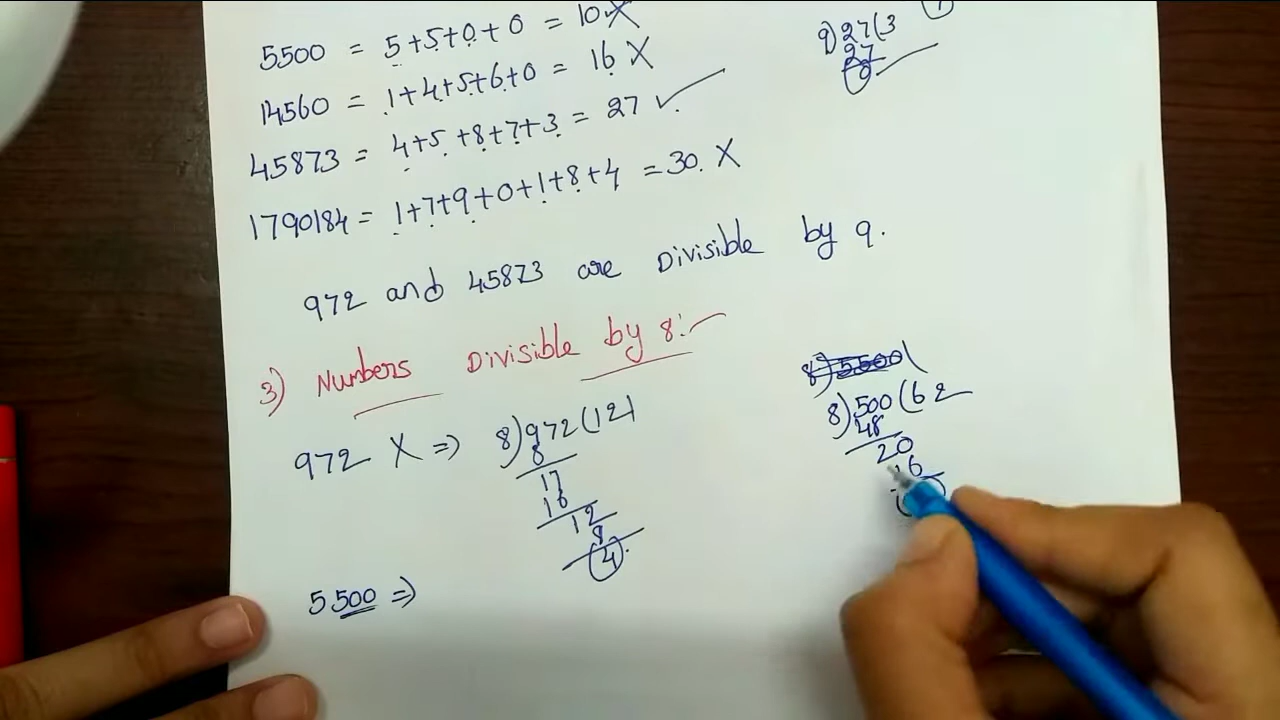 5500 = 5+5+0+0 = 10 X
14560 = 1+4+5+6+0 = 16 X
45873 = 4+5+8+7+3 = 27 ✓
1790184 = 1+7+9+0+1+8+4 = 30. X
9)27(3
27
0
972 and 45873 are Divisible by 9.
3) Numbers Divisible by 8:-
972 X => 8)972(121
8
17
16
12
8
4
8)5500(
8)500(62
48
20
16
5500 =>